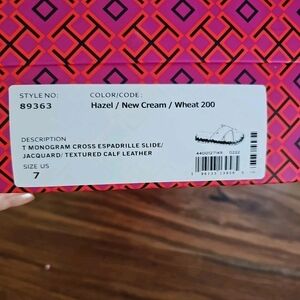 STYLE NO: COLOR/CODE:
89363 Hazel / New Cream / Wheat 200
DESCRIPTION
T MONOGRAM CROSS ESPADRILLE SLIDE/
JACQUARD/ TEXTURED CALF LEATHER
SIZE US
7